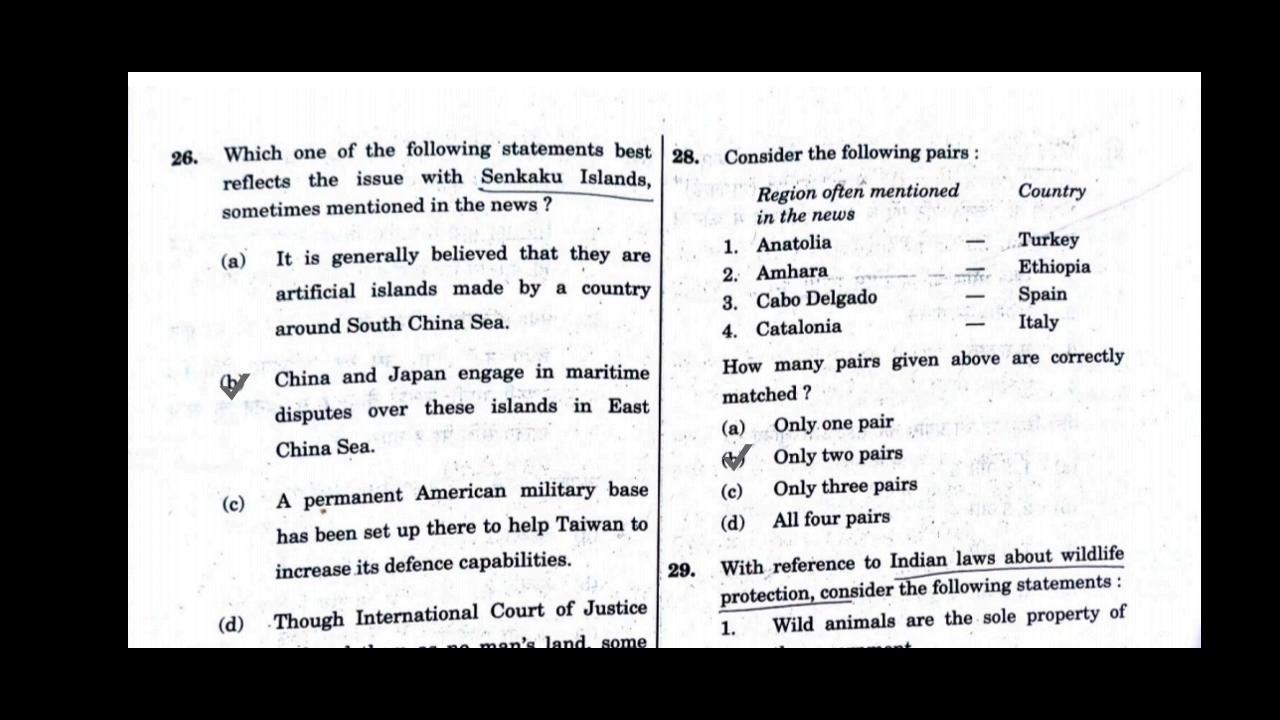 26. Which one of the following statements best
reflects the issue with Senkaku Islands,
sometimes mentioned in the news ?
(a) It is generally believed that they are
artificial islands made by a country
around South China Sea.
(b) China and Japan engage in maritime
disputes over these islands in East
China Sea.
(c) A permanent American military base
has been set up there to help Taiwan to
increase its defence capabilities.
(d) Though International Court of Justice
no man's land, some
28. Consider the following pairs :
Region often mentioned Country
in the news
1. Anatolia — Turkey
2. Amhara — Ethiopia
3. Cabo Delgado — Spain
4. Catalonia — Italy
How many pairs given above are correctly
matched ?
(a) Only one pair
(b) Only two pairs
(c) Only three pairs
(d) All four pairs
29. With reference to Indian laws about wildlife
protection, consider the following statements :
1. Wild animals are the sole property of